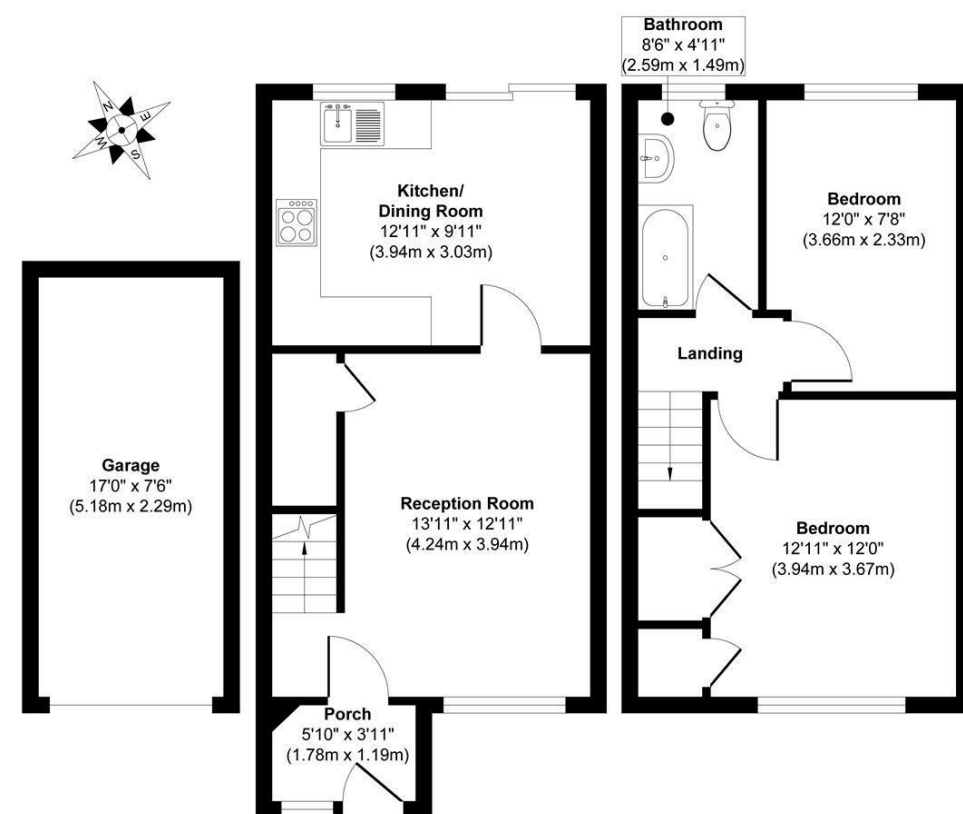 Bathroom
8'6" x 4'11"
(2.59m x 1.49m)
N
E
S
W
Kitchen/
Dining Room
12'11" x 9'11"
(3.94m x 3.03m)
Bedroom
12'0" x 7'8"
(3.66m x 2.33m)
Landing
Garage
17'0" x 7'6"
(5.18m x 2.29m)
Reception Room
13'11" x 12'11"
(4.24m x 3.94m)
Bedroom
12'11" x 12'0"
(3.94m x 3.67m)
Porch
5'10" x 3'11"
(1.78m x 1.19m)